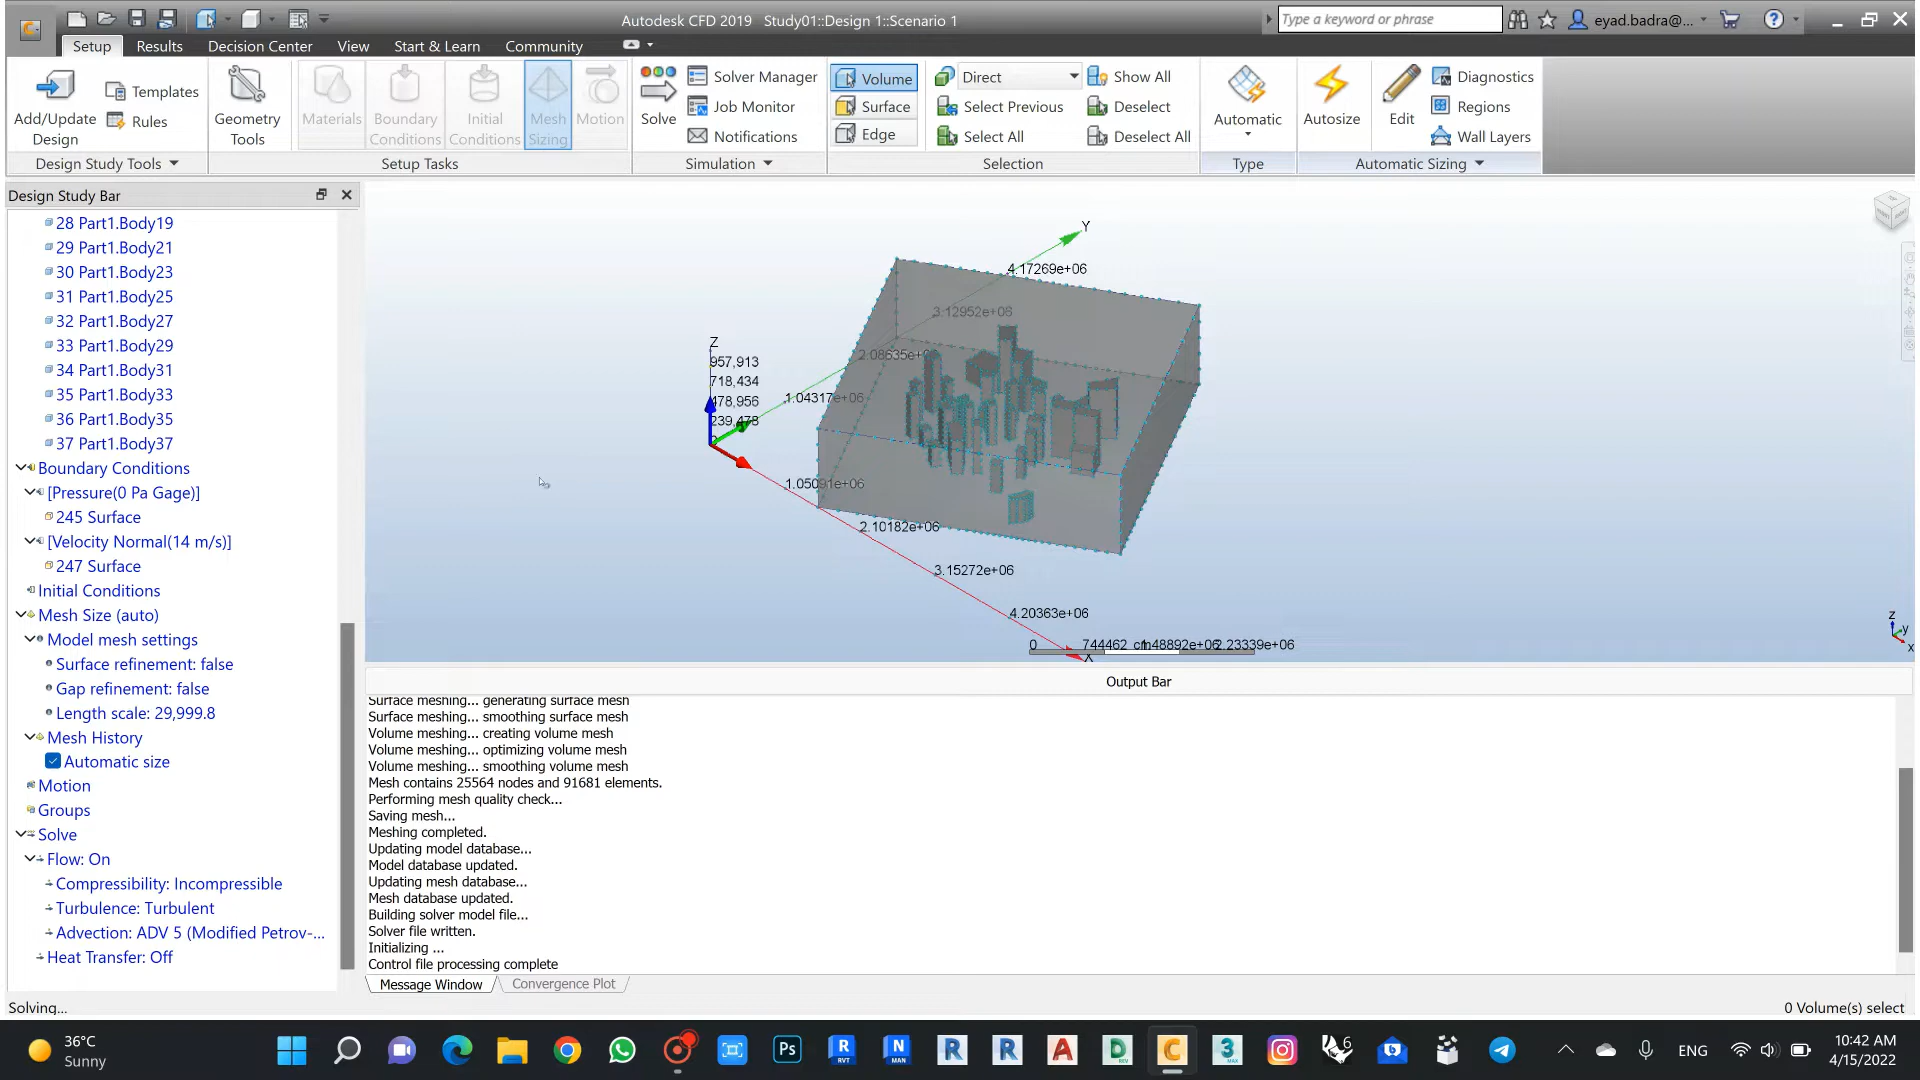 Autodesk CFD 2019 Study01::Design 1::Scenario 1
Type a keyword or phrase
eyad.badra@...
Setup
Results
Decision Center
View
Start & Learn
Community
Add/Update
Design
Templates
Rules
Geometry
Tools
Materials
Boundary
Conditions
Initial
Conditions
Mesh
Sizing
Motion
Solve
Solver Manager
Job Monitor
Notifications
Volume
Surface
Edge
Direct
Select Previous
Select All
Show All
Deselect
Deselect All
Automatic
Autosize
Edit
Diagnostics
Regions
Wall Layers
Design Study Tools
Setup Tasks
Simulation
Selection
Type
Automatic Sizing
Design Study Bar
28 Part1.Body19
29 Part1.Body21
30 Part1.Body23
31 Part1.Body25
32 Part1.Body27
33 Part1.Body29
34 Part1.Body31
35 Part1.Body33
36 Part1.Body35
37 Part1.Body37
Boundary Conditions
[Pressure(0 Pa Gage)]
245 Surface
[Velocity Normal(14 m/s)]
247 Surface
Initial Conditions
Mesh Size (auto)
Model mesh settings
Surface refinement: false
Gap refinement: false
Length scale: 29,999.8
Mesh History
Automatic size
Motion
Groups
Solve
Flow: On
Compressibility: Incompressible
Turbulence: Turbulent
Advection: ADV 5 (Modified Petrov-...
Heat Transfer: Off
Y
4.17269e+06
3.12952e+06
2.08635e+
1.04317e+06
Z
957,913
718,434
478,956
239,478
1.05091e+06
2.10182e+06
3.15272e+06
4.20363e+06
X
0 744462 cm 1.48892e+06 2.23339e+06
z
y
x
Output Bar
Surface meshing... generating surface mesh
Surface meshing... smoothing surface mesh
Volume meshing... creating volume mesh
Volume meshing... optimizing volume mesh
Volume meshing... smoothing volume mesh
Mesh contains 25564 nodes and 91681 elements.
Performing mesh quality check...
Saving mesh...
Meshing completed.
Updating model database...
Model database updated.
Updating mesh database...
Mesh database updated.
Building solver model file...
Solver file written.
Initializing ...
Control file processing complete
Message Window
Convergence Plot
Solving...
0 Volume(s) select
36°C
Sunny
Ps
R
RVT
N
MAN
R
R
A
D
REV
C
3
MAX
6
ENG
10:42 AM
4/15/2022